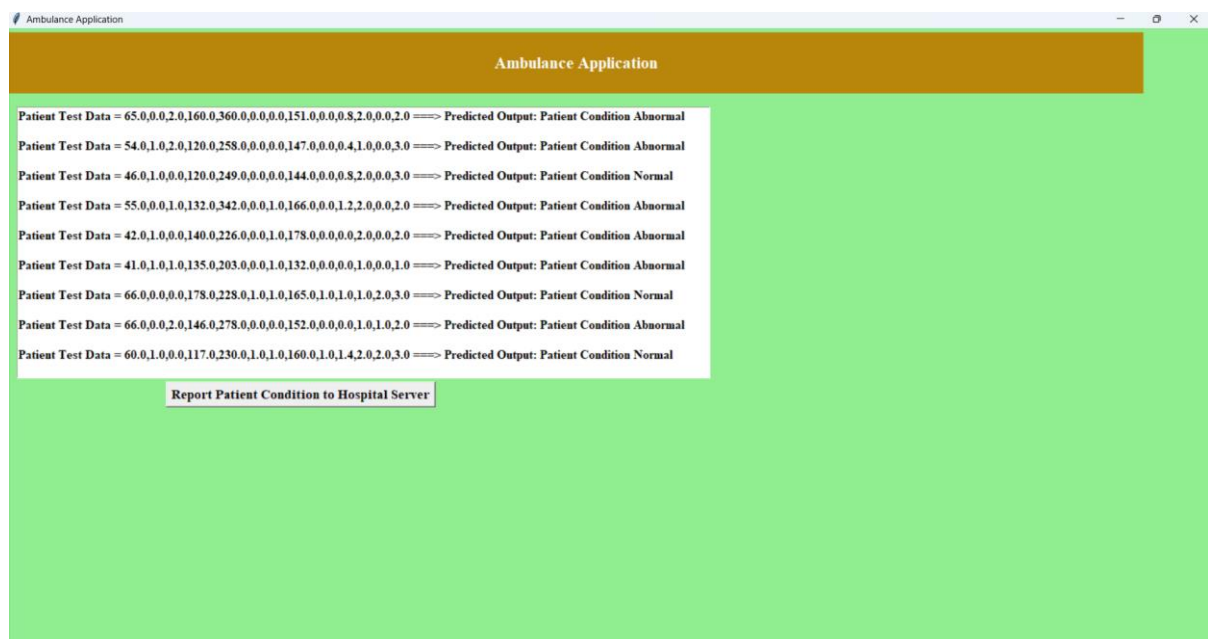 Ambulance Application
Ambulance Application
Patient Test Data = 65.0,0.0,2.0,160.0,360.0,0.0,0.0,151.0,0.0,0.8,2.0,0.0,2.0 ===> Predicted Output: Patient Condition Abnormal
Patient Test Data = 54.0,1.0,2.0,120.0,258.0,0.0,0.0,147.0,0.0,0.4,1.0,0.0,3.0 ===> Predicted Output: Patient Condition Abnormal
Patient Test Data = 46.0,1.0,0.0,120.0,249.0,0.0,0.0,144.0,0.0,0.8,2.0,0.0,3.0 ===> Predicted Output: Patient Condition Normal
Patient Test Data = 55.0,0.0,1.0,132.0,342.0,0.0,1.0,166.0,0.0,1.2,2.0,0.0,2.0 ===> Predicted Output: Patient Condition Abnormal
Patient Test Data = 42.0,1.0,0.0,140.0,226.0,0.0,1.0,178.0,0.0,0.0,2.0,0.0,2.0 ===> Predicted Output: Patient Condition Abnormal
Patient Test Data = 41.0,1.0,1.0,135.0,203.0,0.0,1.0,132.0,0.0,0.0,1.0,0.0,1.0 ===> Predicted Output: Patient Condition Abnormal
Patient Test Data = 66.0,0.0,0.0,178.0,228.0,1.0,1.0,165.0,1.0,1.0,1.0,2.0,3.0 ===> Predicted Output: Patient Condition Normal
Patient Test Data = 66.0,0.0,2.0,146.0,278.0,0.0,0.0,152.0,0.0,0.0,1.0,1.0,2.0 ===> Predicted Output: Patient Condition Abnormal
Patient Test Data = 60.0,1.0,0.0,117.0,230.0,1.0,1.0,160.0,1.0,1.4,2.0,2.0,3.0 ===> Predicted Output: Patient Condition Normal
Report Patient Condition to Hospital Server